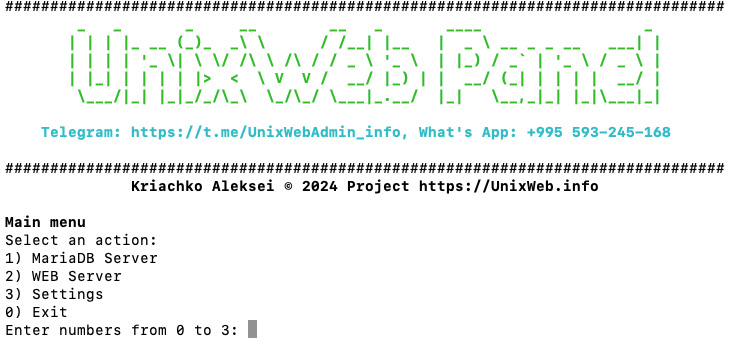 ################################################################################
UnixWeb Panel
Telegram: https://t.me/UnixWebAdmin_info, What's App: +995 593-245-168
################################################################################
Kriachko Aleksei © 2024 Project https://UnixWeb.info
Main menu
Select an action:
1) MariaDB Server
2) WEB Server
3) Settings
0) Exit
Enter numbers from 0 to 3: